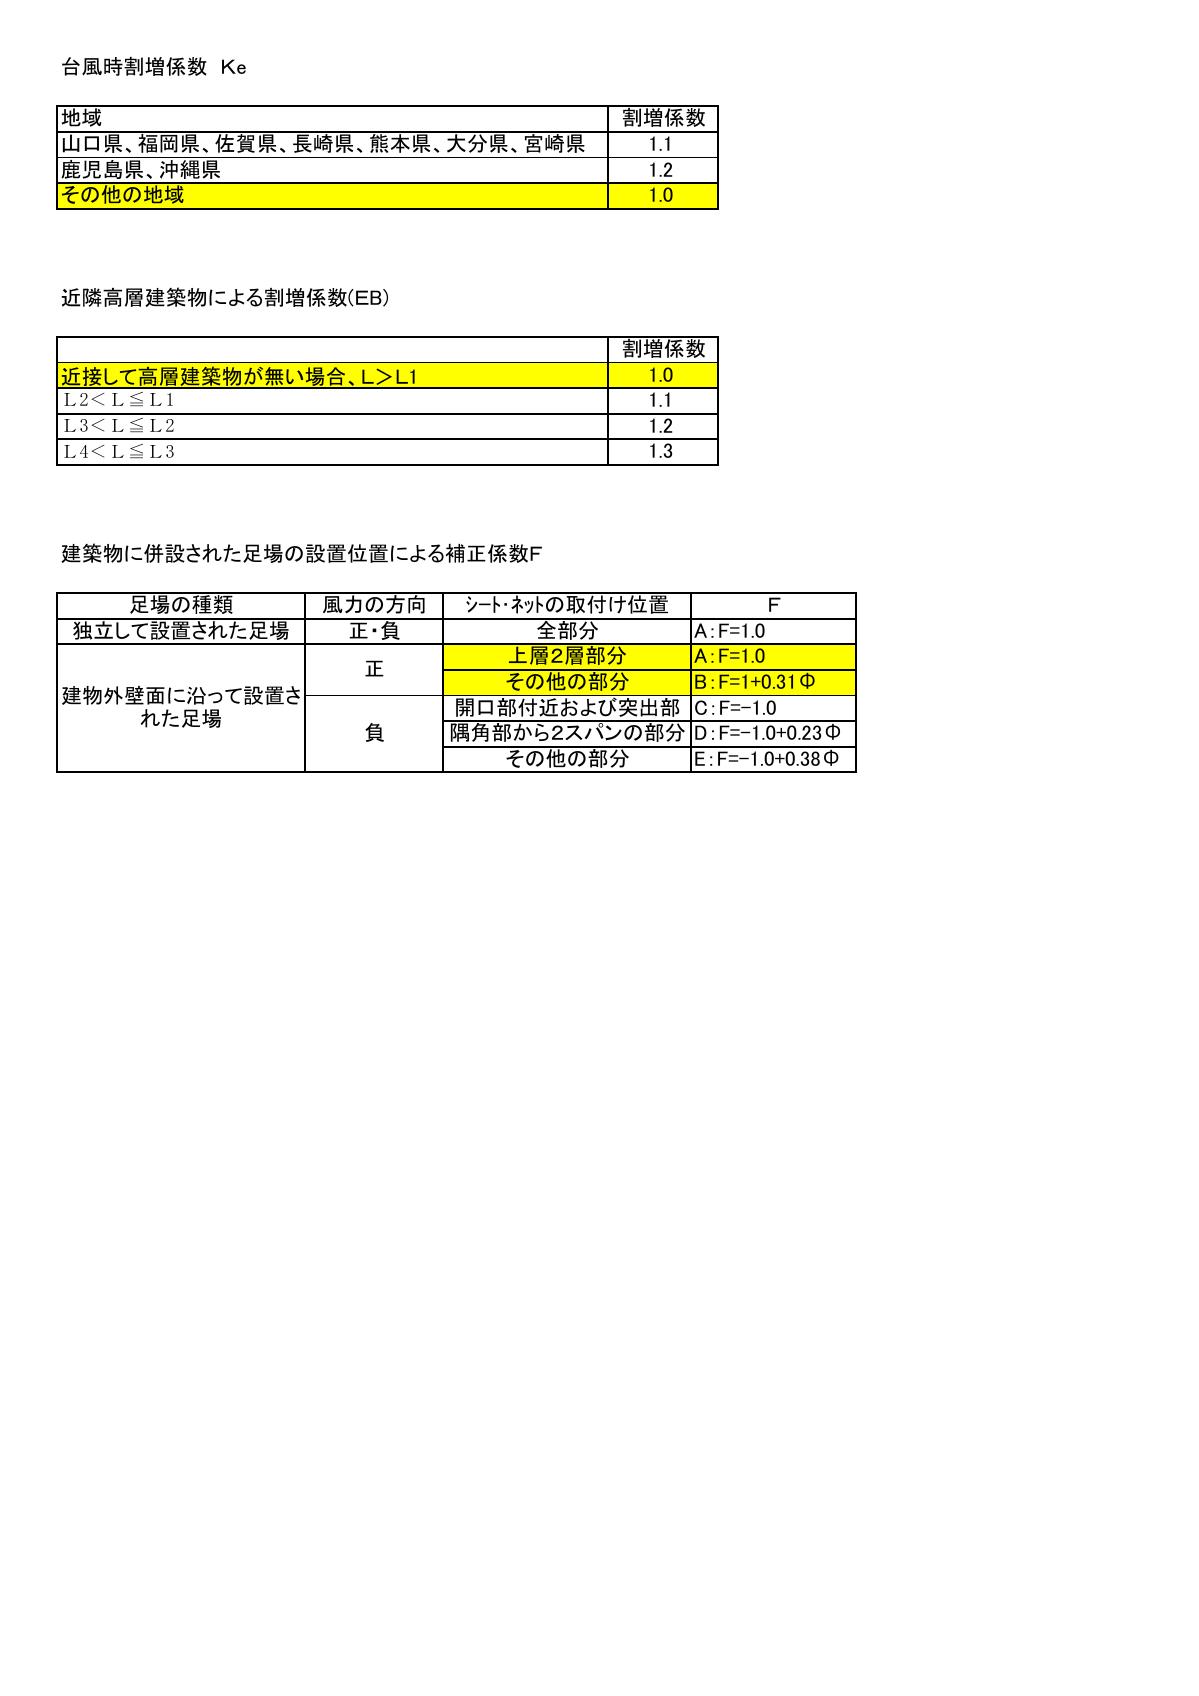 台風時割増係数　Ke
地域 割増係数
山口県、福岡県、佐賀県、長崎県、熊本県、大分県、宮崎県 1.1
鹿児島県、沖縄県 1.2
その他の地域 1.0
近隣高層建築物による割増係数(EB)
割増係数
近接して高層建築物が無い場合、L＞L1 1.0
L2＜L≦L1 1.1
L3＜L≦L2 1.2
L4＜L≦L3 1.3
建築物に併設された足場の設置位置による補正係数F
足場の種類 風力の方向 ｼｰﾄ･ﾈｯﾄの取付け位置 F
独立して設置された足場 正・負 全部分 A：F=1.0
建物外壁面に沿って設置さ
れた足場
正 上層２層部分 A：F=1.0
その他の部分 B：F=1+0.31Φ
負 開口部付近および突出部 C：F=-1.0
隅角部から２スパンの部分 D：F=-1.0+0.23Φ
その他の部分 E：F=-1.0+0.38Φ